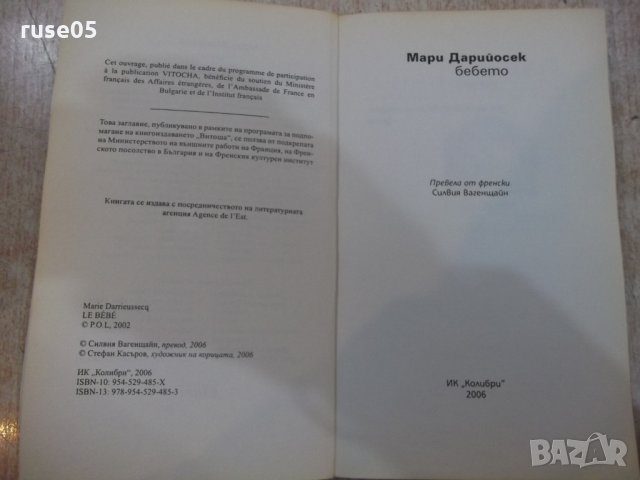 ruse05
Cet ouvrage, publié dans le cadre du programme de participation
à la publication VITOCHA, bénéficie du soutien du Ministère
français des Affaires étrangères, de l'Ambassade de France en
Bulgarie et de l'Institut français
Това заглавие, публикувано в рамките на програмата за подпо-
магане на книгоиздаването „Витоша", се ползва от подкрепата
на Министерството на външните работи на Франция, на Френ-
ското посолство в България и на Френския културен институт
Книгата се издава с посредничеството на литературната
агенция Agence de l'Est.
Marie Darrieussecq
LE BÉBÉ
© P.O.L, 2002
© Силвия Вагенщайн, превод, 2006
© Стефан Касъров, художник на корицата, 2006
ИК „Колибри", 2006
ISBN-10: 954-529-485-X
ISBN-13: 978-954-529-485-3
Мари Дарийосек
бебето
Превела от френски
Силвия Вагенщайн
ИК „Колибри"
2006
BAZAR
bg